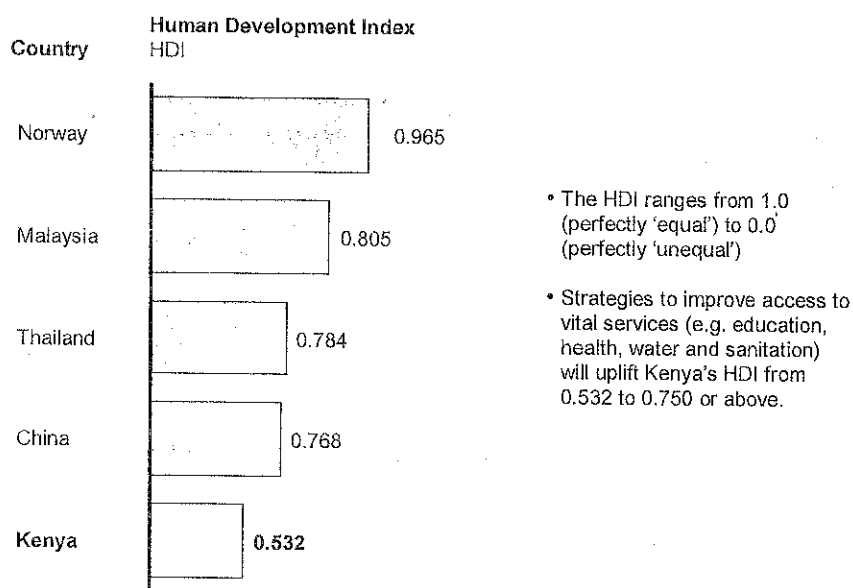 Human Development Index
Country HDI
Norway 0.965
Malaysia 0.805
Thailand 0.784
China 0.768
Kenya 0.532
• The HDI ranges from 1.0
(perfectly ‘equal’) to 0.0
(perfectly ‘unequal’)
• Strategies to improve access to
vital services (e.g. education,
health, water and sanitation)
will uplift Kenya’s HDI from
0.532 to 0.750 or above.